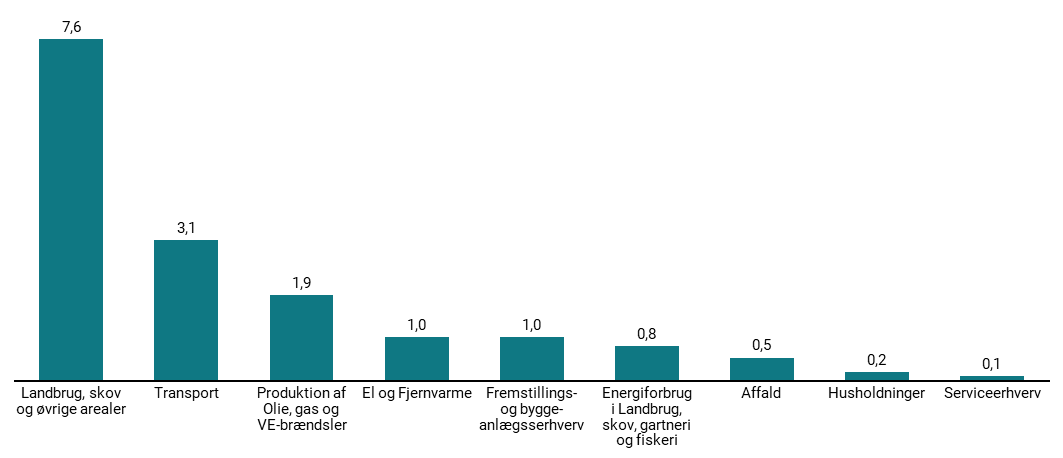 7,6
3,1
1,9
1,0
1,0
0,8
0,5
0,2
0,1
Landbrug, skov
og øvrige arealer
Transport
Produktion af
Olie, gas og
VE-brændsler
El og Fjernvarme
Fremstillings-
og bygge-
anlægsserhverv
Energiforbrug
i Landbrug,
skov, gartneri
og fiskeri
Affald
Husholdninger
Serviceerhverv